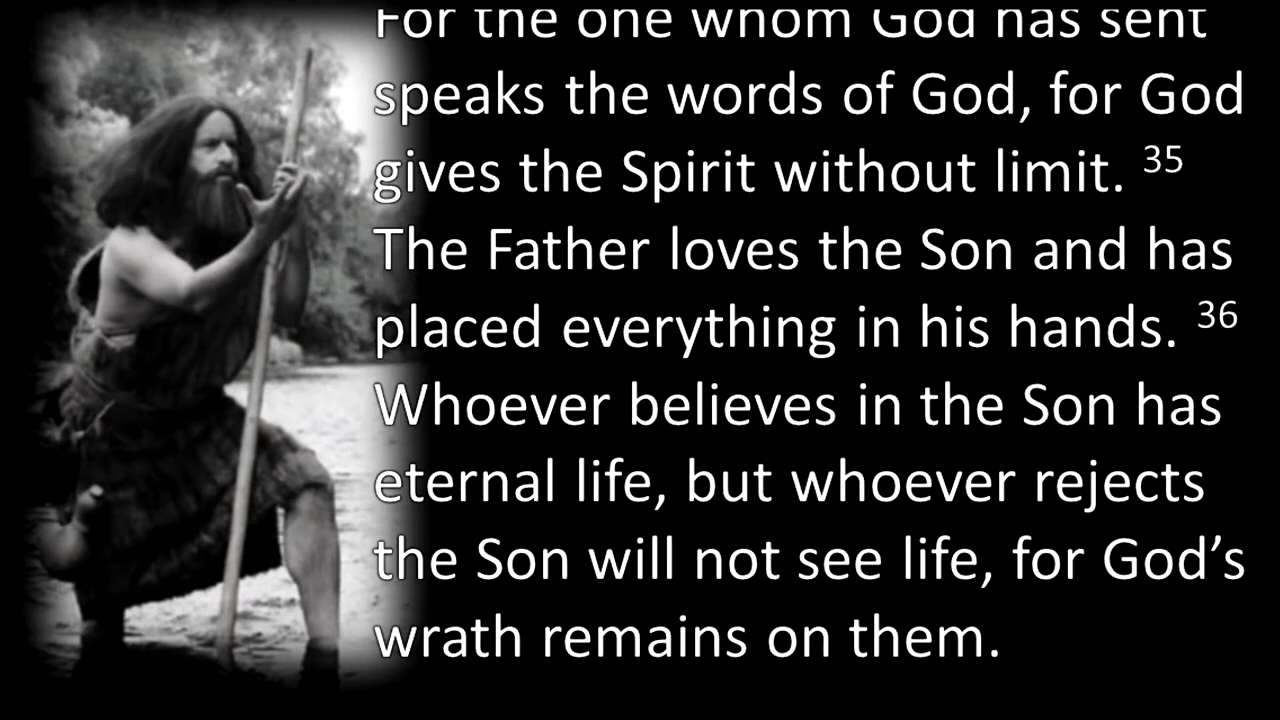 For the one whom God has sent
speaks the words of God, for God
gives the Spirit without limit. 35
The Father loves the Son and has
placed everything in his hands. 36
Whoever believes in the Son has
eternal life, but whoever rejects
the Son will not see life, for God’s
wrath remains on them.